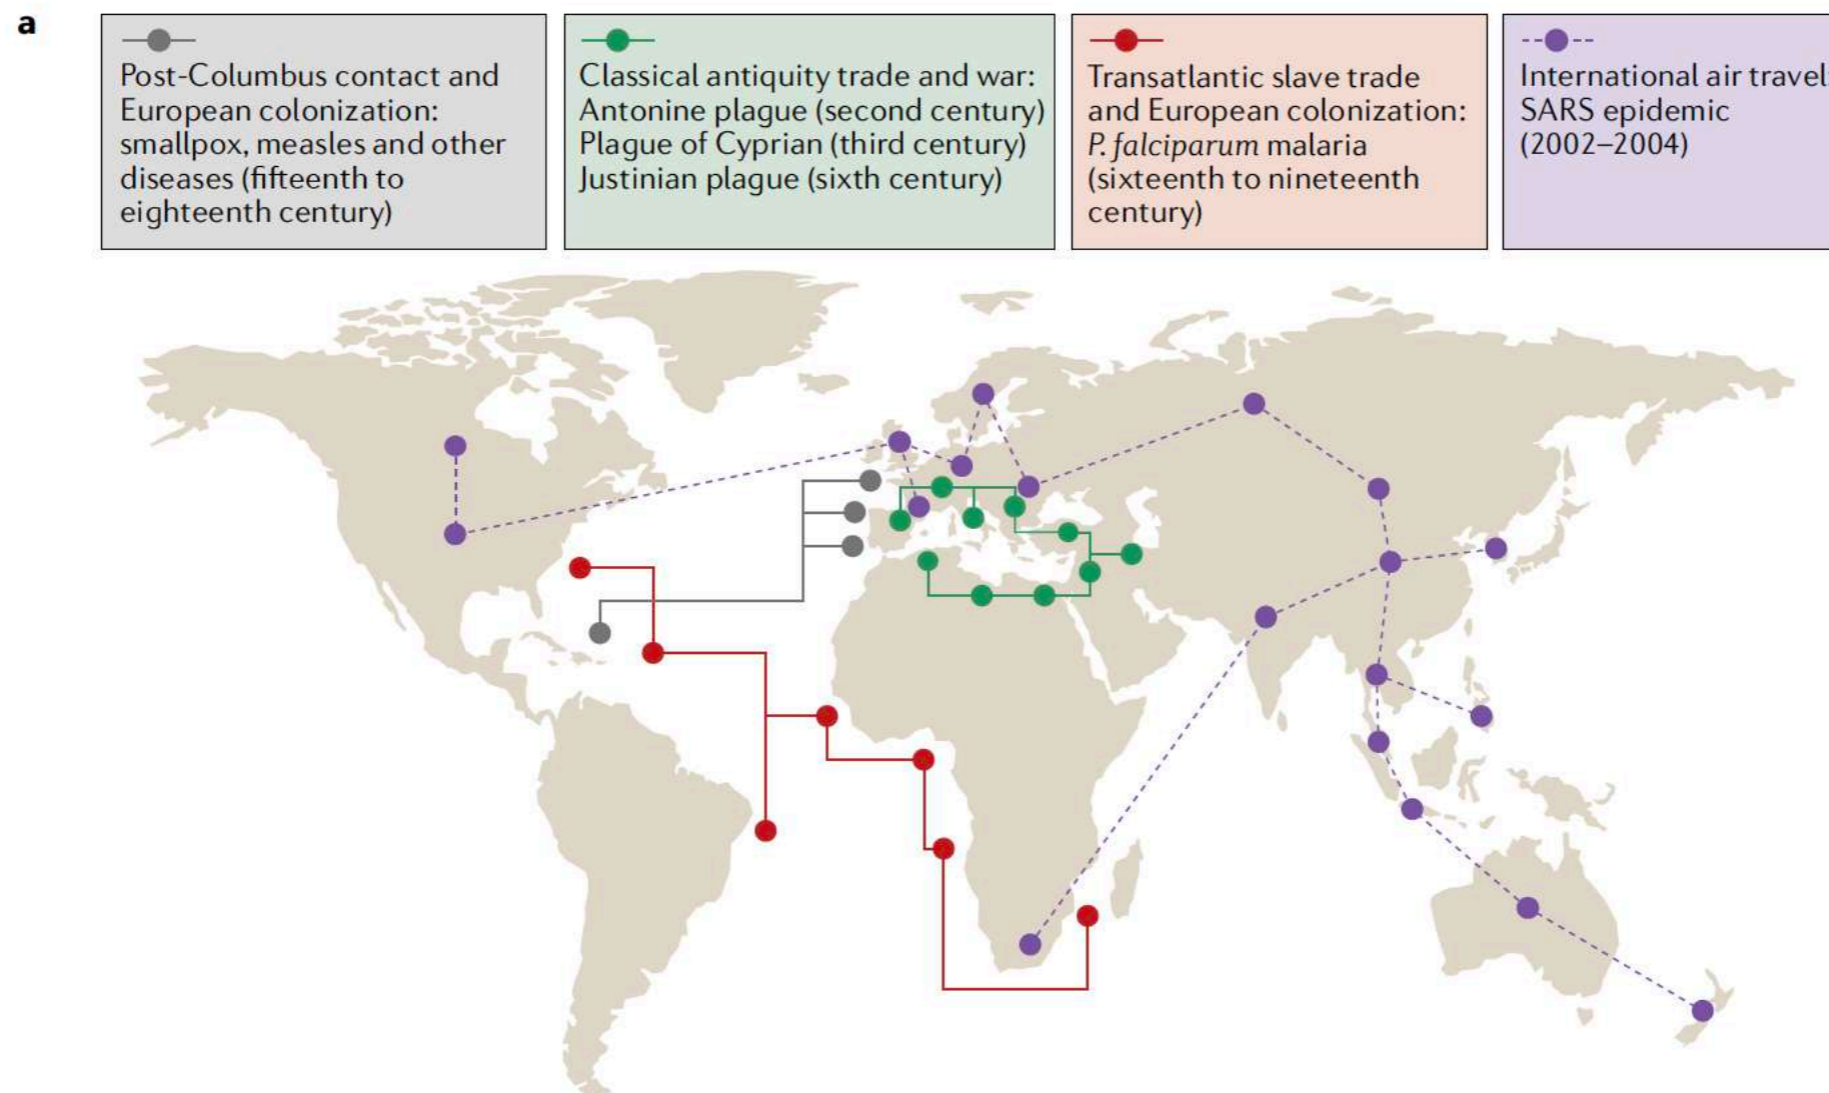 a
Post-Columbus contact and
European colonization:
smallpox, measles and other
diseases (fifteenth to
eighteenth century)
Classical antiquity trade and war:
Antonine plague (second century)
Plague of Cyprian (third century)
Justinian plague (sixth century)
Transatlantic slave trade
and European colonization:
P. falciparum malaria
(sixteenth to nineteenth
century)
International air travel:
SARS epidemic
(2002–2004)